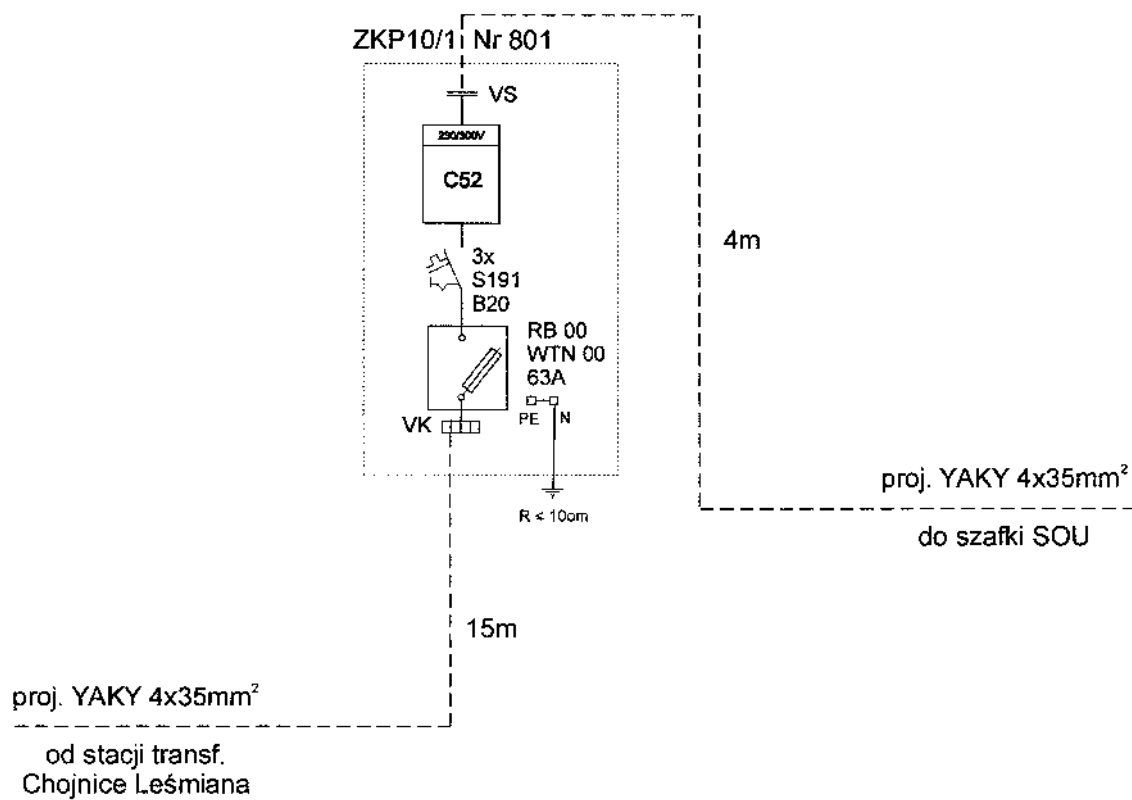 ZKP10/1 Nr 801
VS
230/300V
C52
3x
S191
B20
RB 00
WTN 00
63A
PE N
VK
R < 10om
4m
proj. YAKY 4x35mm²
do szafki SOU
15m
proj. YAKY 4x35mm²
od stacji transf.
Chojnice Leśmiana